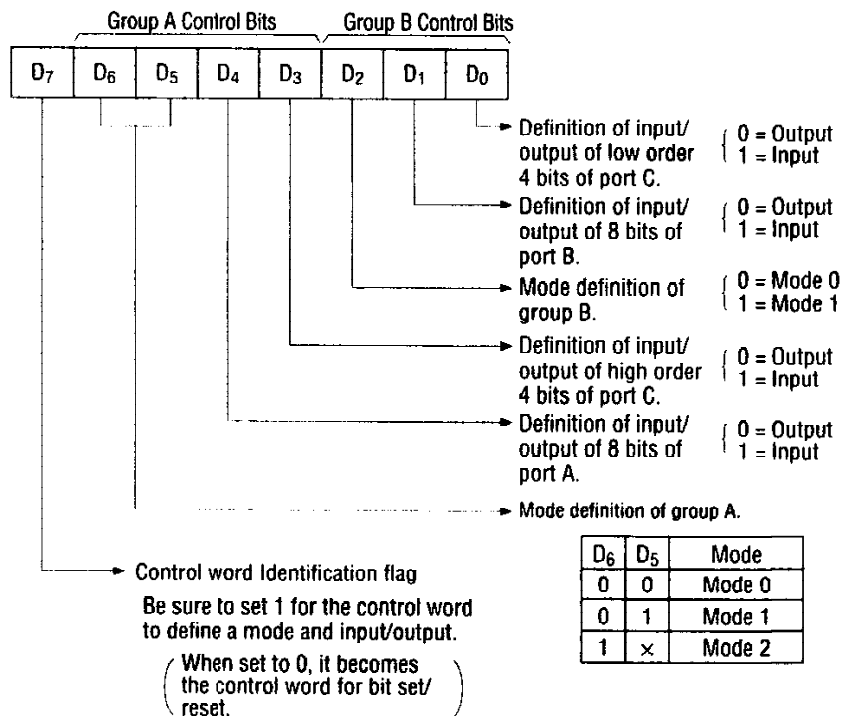 Group A Control Bits Group B Control Bits
D7 D6 D5 D4 D3 D2 D1 D0
Definition of input/
output of low order
4 bits of port C.
0 = Output
1 = Input
Definition of input/
output of 8 bits of
port B.
0 = Output
1 = Input
Mode definition of
group B.
0 = Mode 0
1 = Mode 1
Definition of input/
output of high order
4 bits of port C.
0 = Output
1 = Input
Definition of input/
output of 8 bits of
port A.
0 = Output
1 = Input
Mode definition of group A.
D6 D5 Mode
0 0 Mode 0
0 1 Mode 1
1 × Mode 2
Control word Identification flag
Be sure to set 1 for the control word
to define a mode and input/output.
( When set to 0, it becomes
the control word for bit set/
reset. )